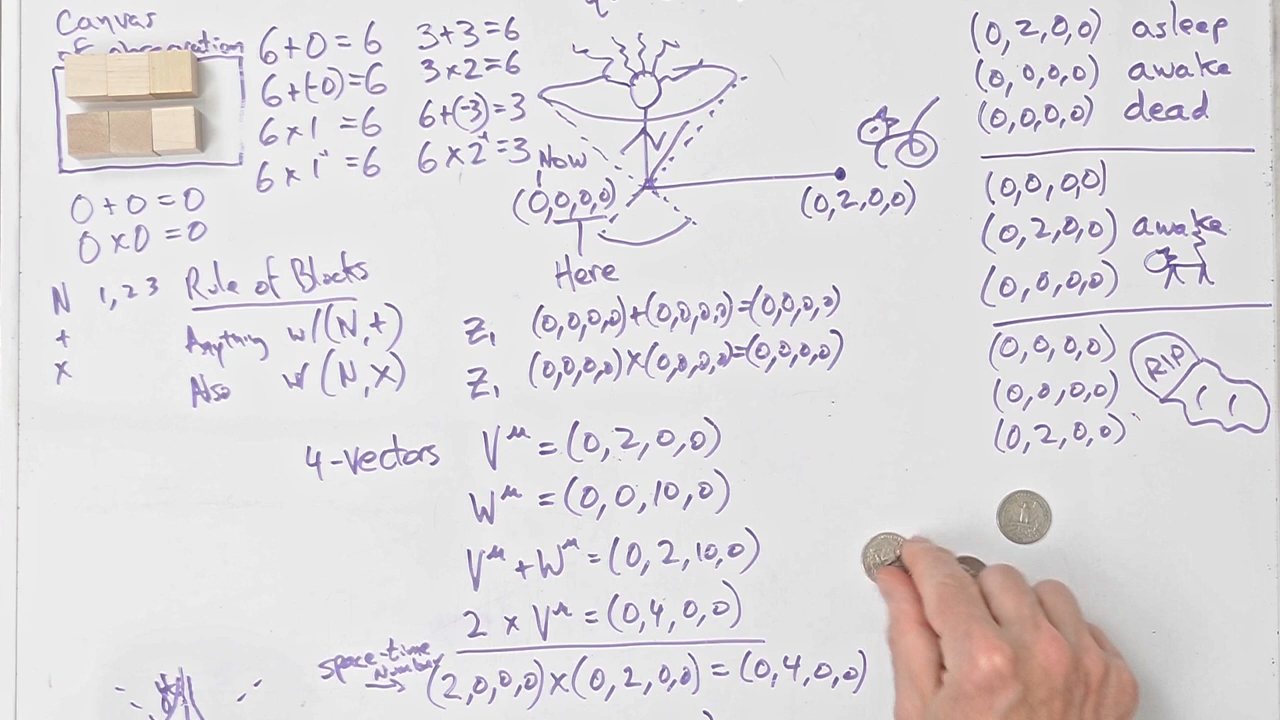 Canvas
of observation
6+0=6
6+(-0)=6
6×1=6
6×1⁻¹=6
3+3=6
3×2=6
6+(-3)=3
6×2⁻¹=3
0+0=0
0×0=0
N 1,2 3
+
×
Rule of Blocks
Anything w/(N,+)
Also w/(N,×)
Now
(0,0,0,0)
Here
(0,2,0,0)
Z₁ (0,0,0,0)+(0,0,0,0)=(0,0,0,0)
Z₁ (0,0,0,0)×(0,0,0,0)=(0,0,0,0)
4-vectors V^μ=(0,2,0,0)
W^μ=(0,0,10,0)
V^μ+W^μ=(0,2,10,0)
2×V^μ=(0,4,0,0)
space-time
Number
(2,0,0,0)×(0,2,0,0)=(0,4,0,0)
(0,2,0,0) asleep
(0,0,0,0) awake
(0,0,0,0) dead
(0,0,0,0)
(0,2,0,0) awake
(0,0,0,0)
(0,0,0,0)
(0,0,0,0)
(0,2,0,0)
RIP